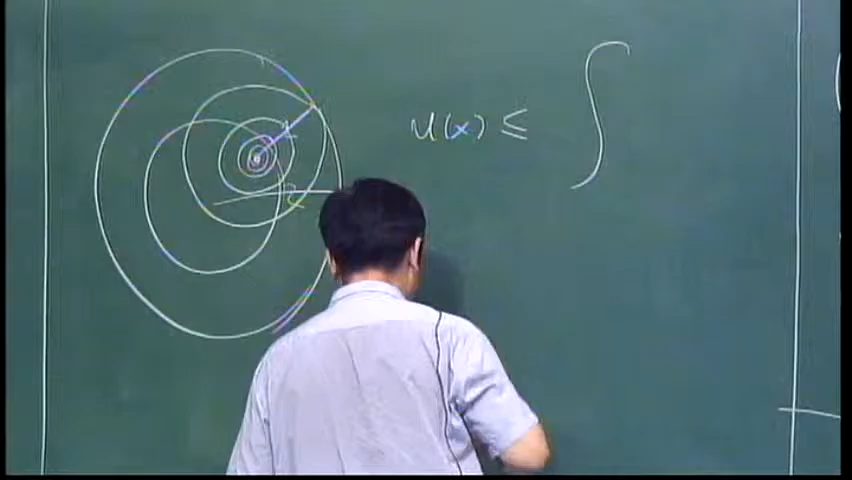 u(x) ≤ ∫